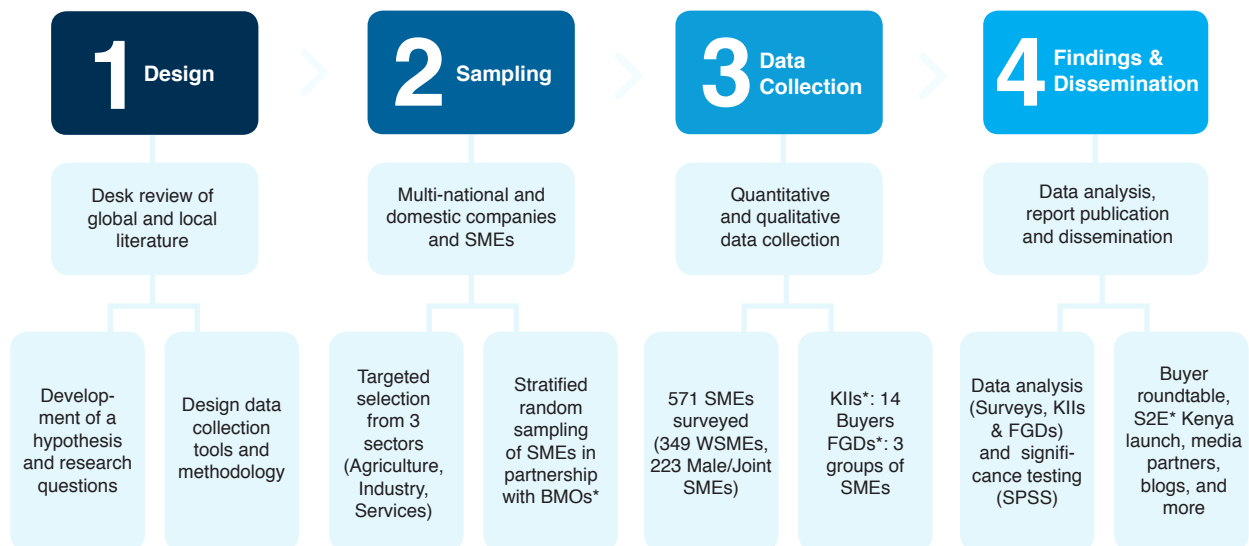 1 Design
2 Sampling
3 Data
Collection
4 Findings &
Dissemination
Desk review of
global and local
literature
Multi-national and
domestic companies
and SMEs
Quantitative
and qualitative
data collection
Data analysis,
report publication
and dissemination
Develop-
ment of a
hypothesis
and research
questions
Design data
collection
tools and
methodology
Targeted
selection
from 3
sectors
(Agriculture,
Industry,
Services)
Stratified
random
sampling
of SMEs in
partnership
with BMOs*
571 SMEs
surveyed
(349 WSMEs,
223 Male/Joint
SMEs)
KIIs*: 14
Buyers
FGDs*: 3
groups of
SMEs
Data analysis
(Surveys, KIIs
& FGDs)
and signifi-
cance testing
(SPSS)
Buyer
roundtable,
S2E* Kenya
launch, media
partners,
blogs, and
more